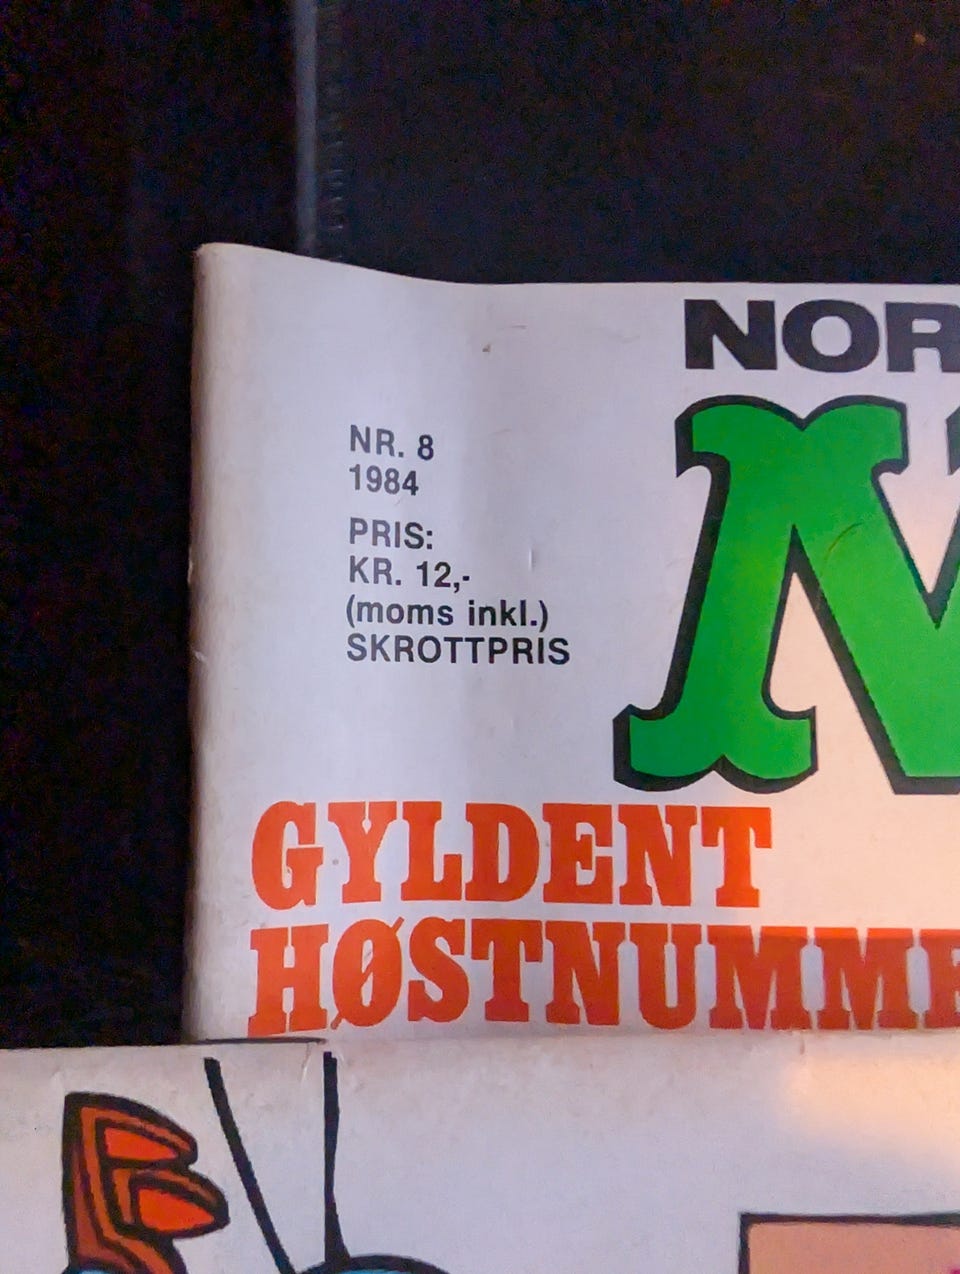 NOR
NR. 8
1984
PRIS:
KR. 12,-
(moms inkl.)
SKROTTPRIS
GYLDENT
HØSTNUMME